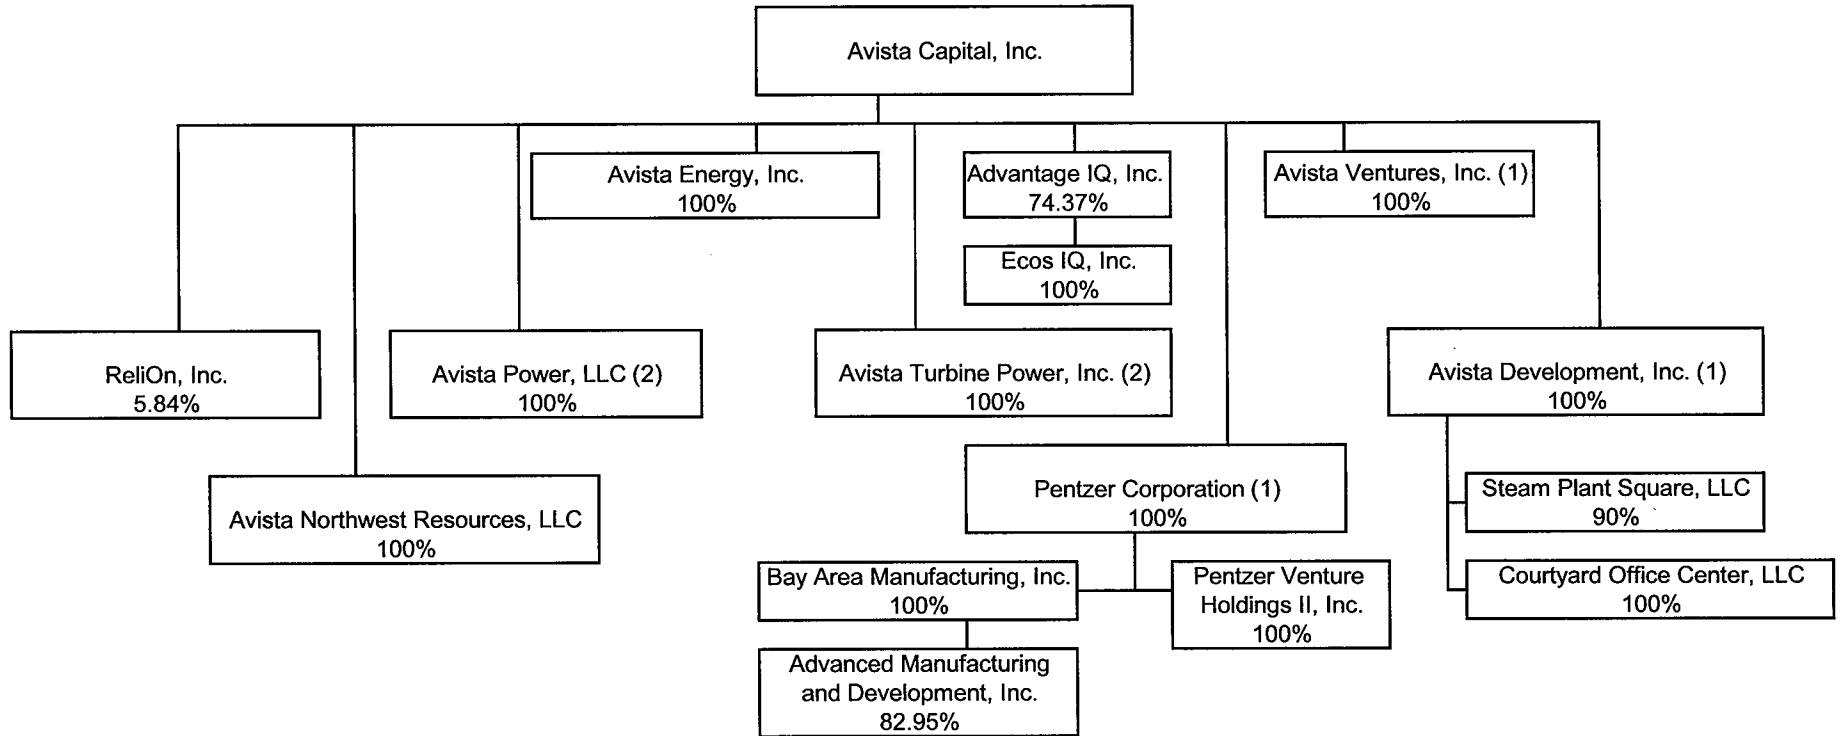 Avista Capital, Inc.
Avista Energy, Inc.
100%
Advantage IQ, Inc.
74.37%
Avista Ventures, Inc. (1)
100%
Ecos IQ, Inc.
100%
ReliOn, Inc.
5.84%
Avista Power, LLC (2)
100%
Avista Turbine Power, Inc. (2)
100%
Avista Development, Inc. (1)
100%
Avista Northwest Resources, LLC
100%
Pentzer Corporation (1)
100%
Steam Plant Square, LLC
90%
Bay Area Manufacturing, Inc.
100%
Pentzer Venture
Holdings II, Inc.
100%
Courtyard Office Center, LLC
100%
Advanced Manufacturing
and Development, Inc.
82.95%